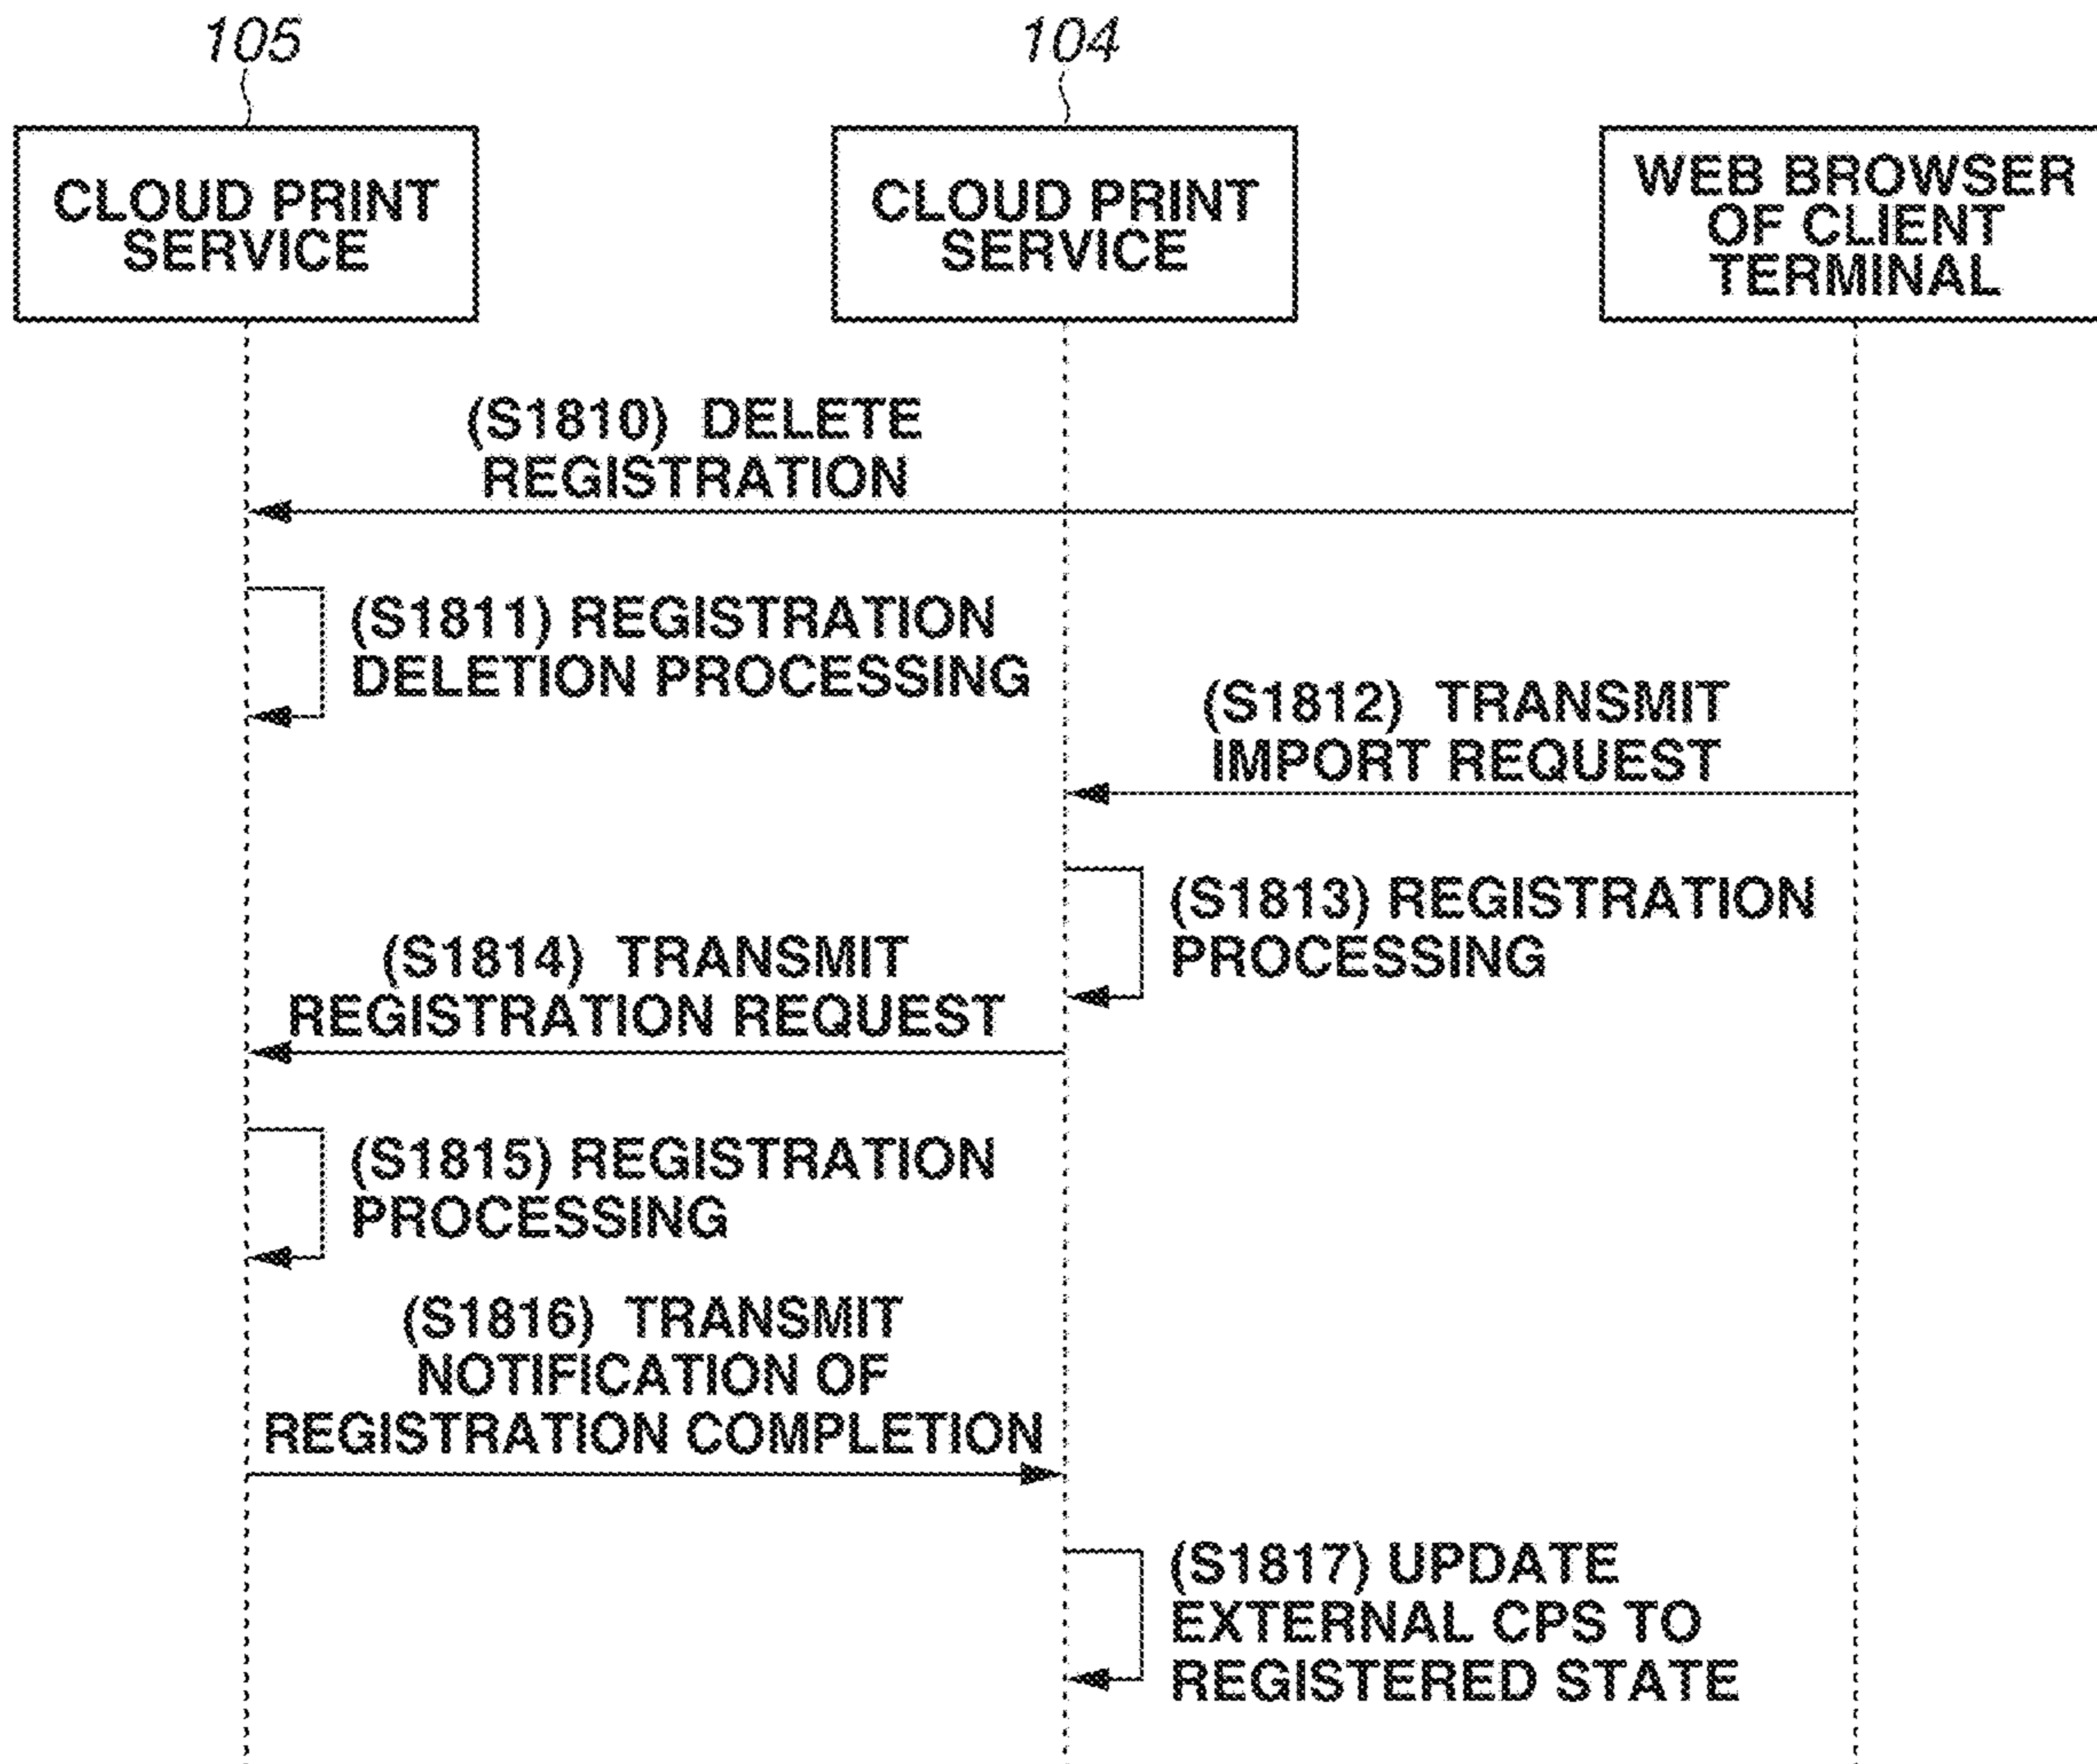 105
104
CLOUD PRINT
SERVICE
CLOUD PRINT
SERVICE
WEB BROWSER
OF CLIENT
TERMINAL
(S1810) DELETE
REGISTRATION
(S1811) REGISTRATION
DELETION PROCESSING
(S1812) TRANSMIT
IMPORT REQUEST
(S1813) REGISTRATION
PROCESSING
(S1814) TRANSMIT
REGISTRATION REQUEST
(S1815) REGISTRATION
PROCESSING
(S1816) TRANSMIT
NOTIFICATION OF
REGISTRATION COMPLETION
(S1817) UPDATE
EXTERNAL CPS TO
REGISTERED STATE